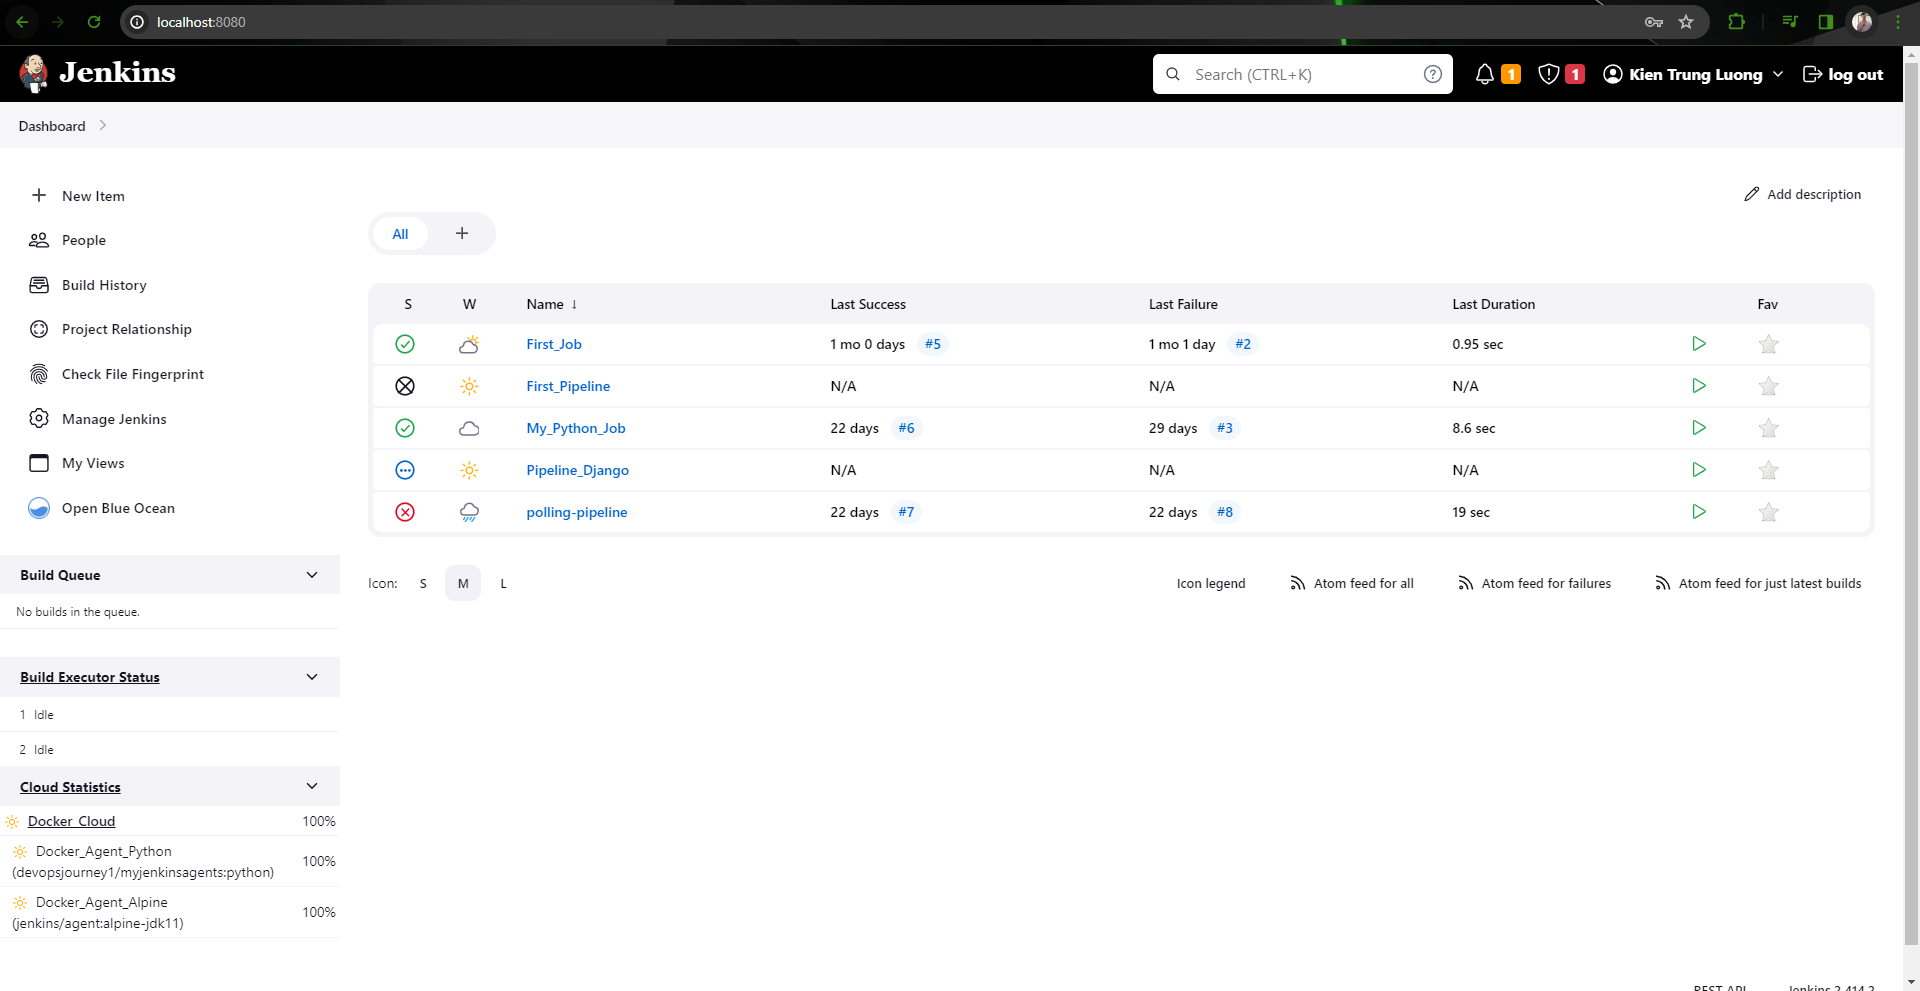 localhost:8080
Jenkins
Search (CTRL+K)
1
1
Kien Trung Luong
log out
Dashboard
New Item
People
Build History
Project Relationship
Check File Fingerprint
Manage Jenkins
My Views
Open Blue Ocean
Build Queue
No builds in the queue.
Build Executor Status
1 Idle
2 Idle
Cloud Statistics
Docker_Cloud 100%
Docker_Agent_Python
(devopsjourney1/myjenkinsagents:python) 100%
Docker_Agent_Alpine
(jenkins/agent:alpine-jdk11) 100%
Add description
All +
S W Name ↓ Last Success Last Failure Last Duration Fav
First_Job 1 mo 0 days #5 1 mo 1 day #2 0.95 sec
First_Pipeline N/A N/A N/A
My_Python_Job 22 days #6 29 days #3 8.6 sec
Pipeline_Django N/A N/A N/A
polling-pipeline 22 days #7 22 days #8 19 sec
Icon: S M L
Icon legend Atom feed for all Atom feed for failures Atom feed for just latest builds
REST API Jenkins 2.414.2